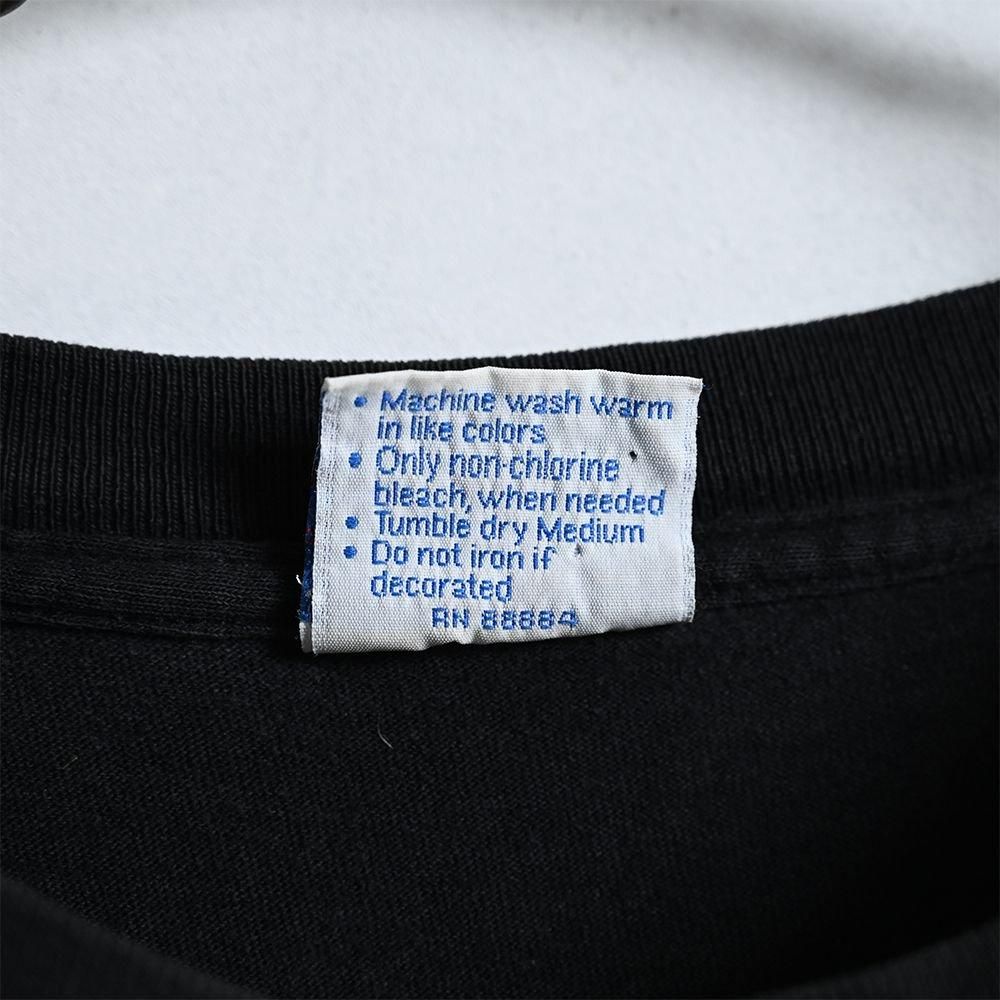 • Machine wash warm
in like colors
• Only non-chlorine
bleach, when needed
• Tumble dry Medium
• Do not iron if
decorated
RN